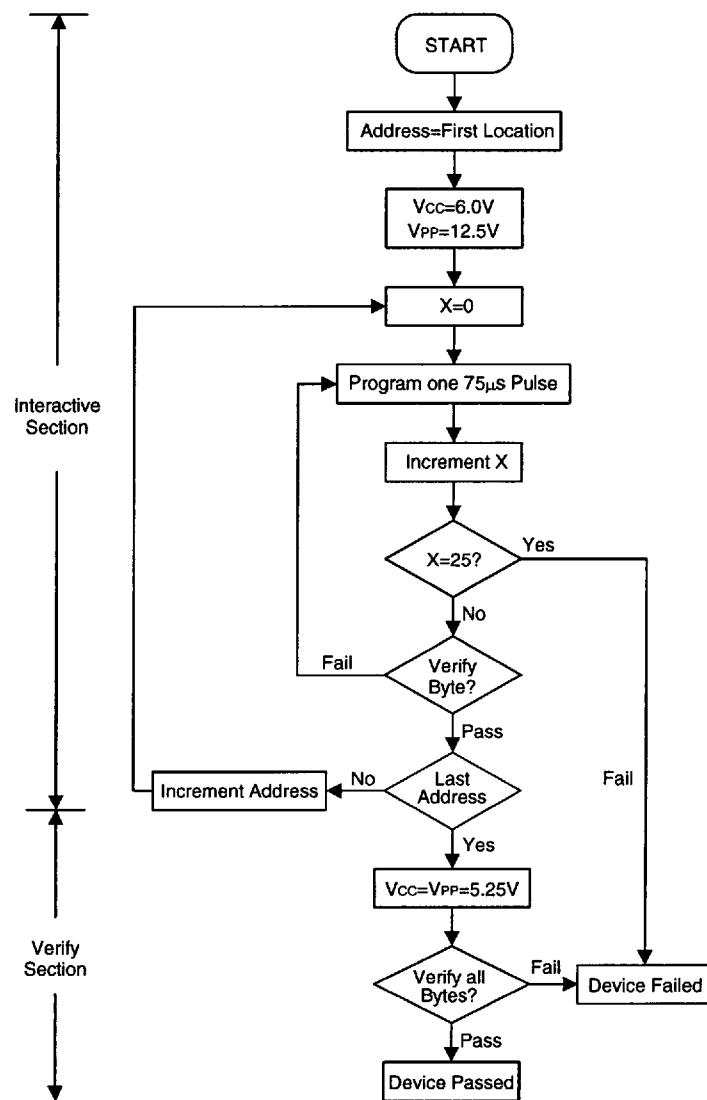 START
Address=First Location
VCC=6.0V
VPP=12.5V
X=0
Program one 75µs Pulse
Interactive
Section
Increment X
X=25?
Yes
No
Fail
Verify
Byte?
Pass
Increment Address
No
Last
Address
Fail
Yes
VCC=VPP=5.25V
Verify
Section
Verify all
Bytes?
Fail
Device Failed
Pass
Device Passed